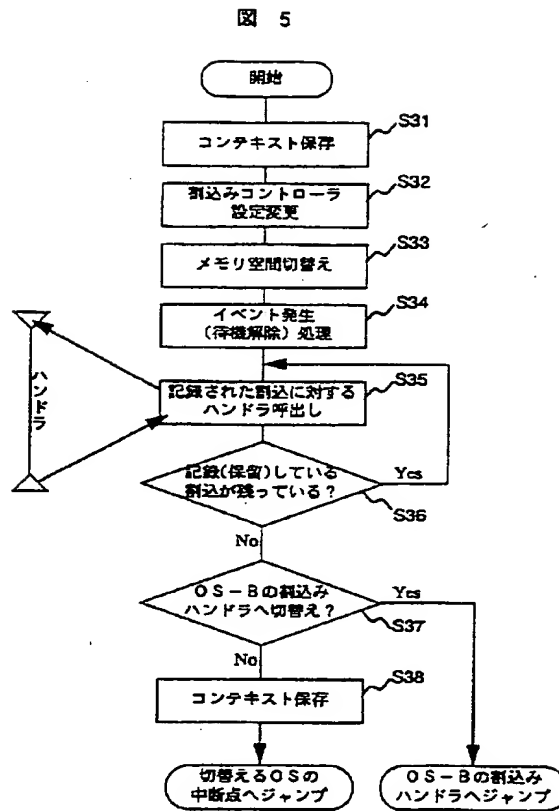 図 5
開始
コンテキスト保存
S31
割込みコントローラ
設定変更
S32
メモリ空間切替え
S33
イベント発生
(待機解除)処理
S34
ハンドラ
記録された割込に対する
ハンドラ呼出し
S35
記録(保留)している
割込が残っている?
Yes
S36
No
OS-Bの割込み
ハンドラへ切替え?
Yes
S37
No
コンテキスト保存
S38
切替えるOSの
中断点へジャンプ
OS-Bの割込み
ハンドラへジャンプ